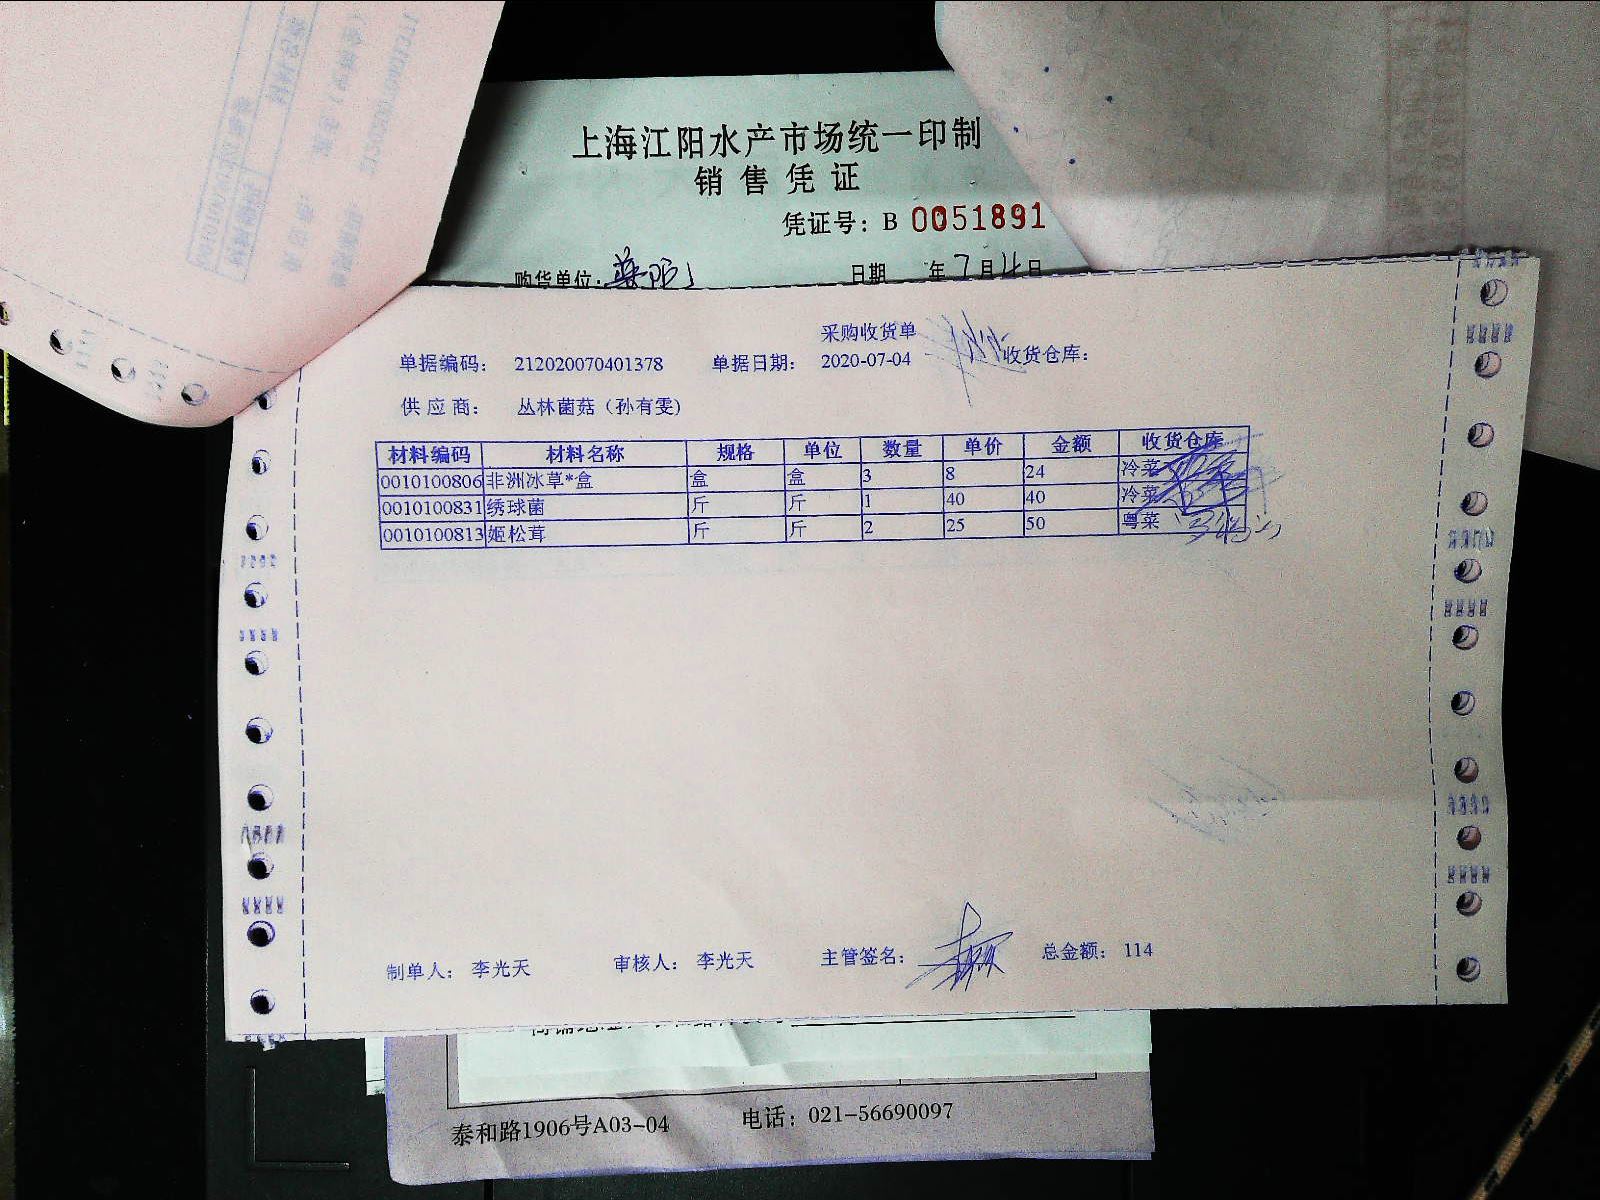 上海江阳水产市场统一印制
销售凭证
凭证号：B 0051891
购货单位： 日期 年7月 日
采购收货单
单据编码： 212020070401378 单据日期： 2020-07-04 收货仓库：
供应商： 丛林菌菇（孙有雯)
材料编码 材料名称 规格 单位 数量 单价 金额 收货仓库
0010100806 非洲冰草*盒 盒 盒 3 8 24 冷菜
0010100831 绣球菌 斤 斤 1 40 40 冷菜
0010100813 姬松茸 斤 斤 2 25 50 粤菜
制单人： 李光天 审核人： 李光天 主管签名： 总金额： 114
泰和路1906号A03-04 电话：021-56690097